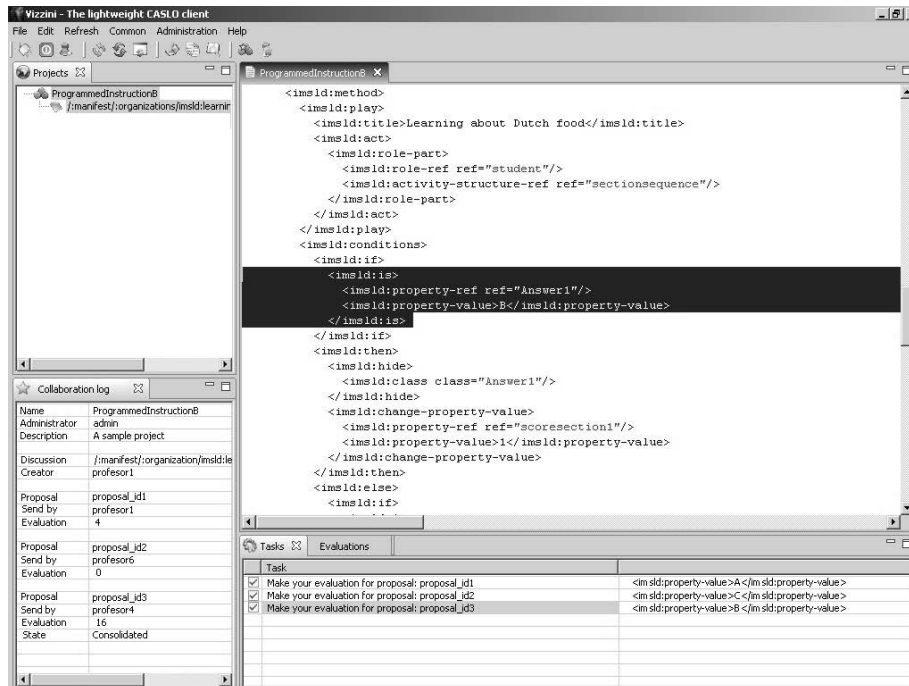 Vizzini - The lightweight CASLO client
File Edit Refresh Common Administration Help
Projects
ProgrammedInstructionB
/:manifest/:organizations/imsld:learnir
ProgrammedInstructionB
<imsld:method>
<imsld:play>
<imsld:title>Learning about Dutch food</imsld:title>
<imsld:act>
<imsld:role-part>
<imsld:role-ref ref="student"/>
<imsld:activity-structure-ref ref="sectionsequence"/>
</imsld:role-part>
</imsld:act>
</imsld:play>
<imsld:conditions>
<imsld:if>
<imsld:is>
<imsld:property-ref ref="Answer1"/>
<imsld:property-value>B</imsld:property-value>
</imsld:is>
</imsld:if>
<imsld:then>
<imsld:hide>
<imsld:class class="Answer1"/>
</imsld:hide>
<imsld:change-property-value>
<imsld:property-ref ref="scoresection1"/>
<imsld:property-value>1</imsld:property-value>
</imsld:change-property-value>
</imsld:then>
<imsld:else>
<imsld:if>
Collaboration log
Name ProgrammedInstructionB
Administrator admin
Description A sample project
Discussion /:manifest/:organization/imsld:le
Creator profesor1
Proposal proposal_id1
Send by profesor1
Evaluation 4
Proposal proposal_id2
Send by profesor6
Evaluation 0
Proposal proposal_id3
Send by profesor4
Evaluation 16
State Consolidated
Tasks Evaluations
Task
Make your evaluation for proposal: proposal_id1 <imsld:property-value>A</imsld:property-value>
Make your evaluation for proposal: proposal_id2 <imsld:property-value>C</imsld:property-value>
Make your evaluation for proposal: proposal_id3 <imsld:property-value>B</imsld:property-value>